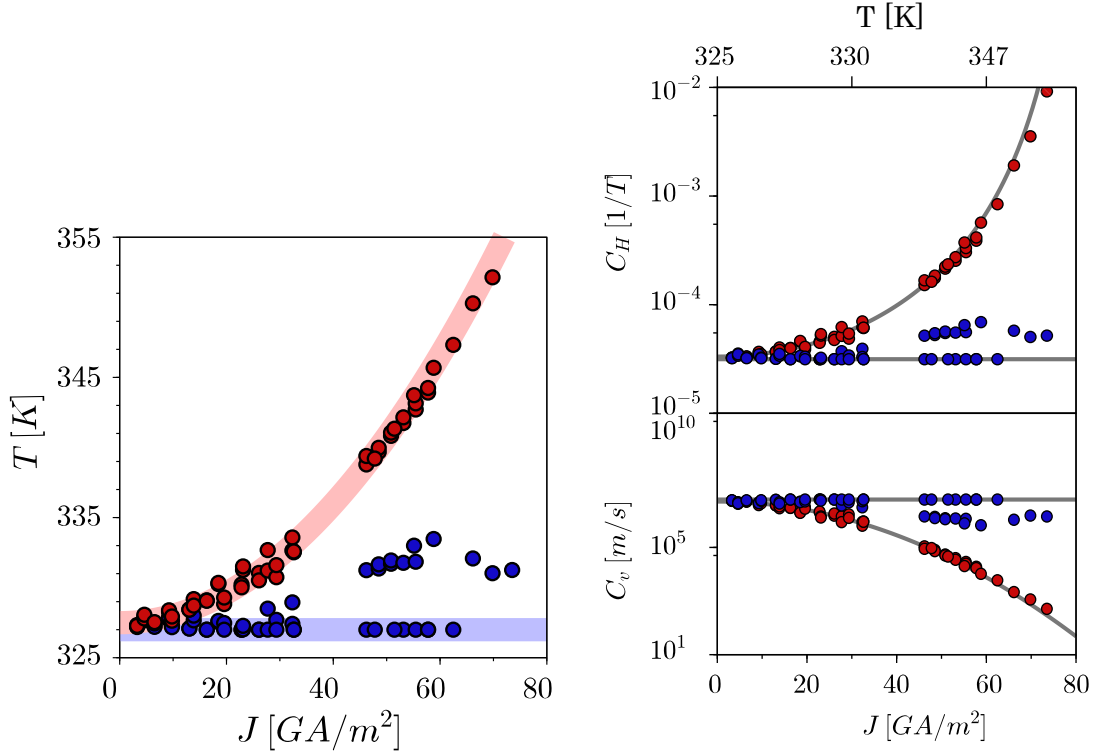 355
345
335
325
0 20 40 60 80
T [K]
J [GA/m²]
T [K]
325 330 347
10⁻²
10⁻³
10⁻⁴
10⁻⁵
C_H [1/T]
10¹⁰
10⁵
10¹
C_v [m/s]
0 20 40 60 80
J [GA/m²]